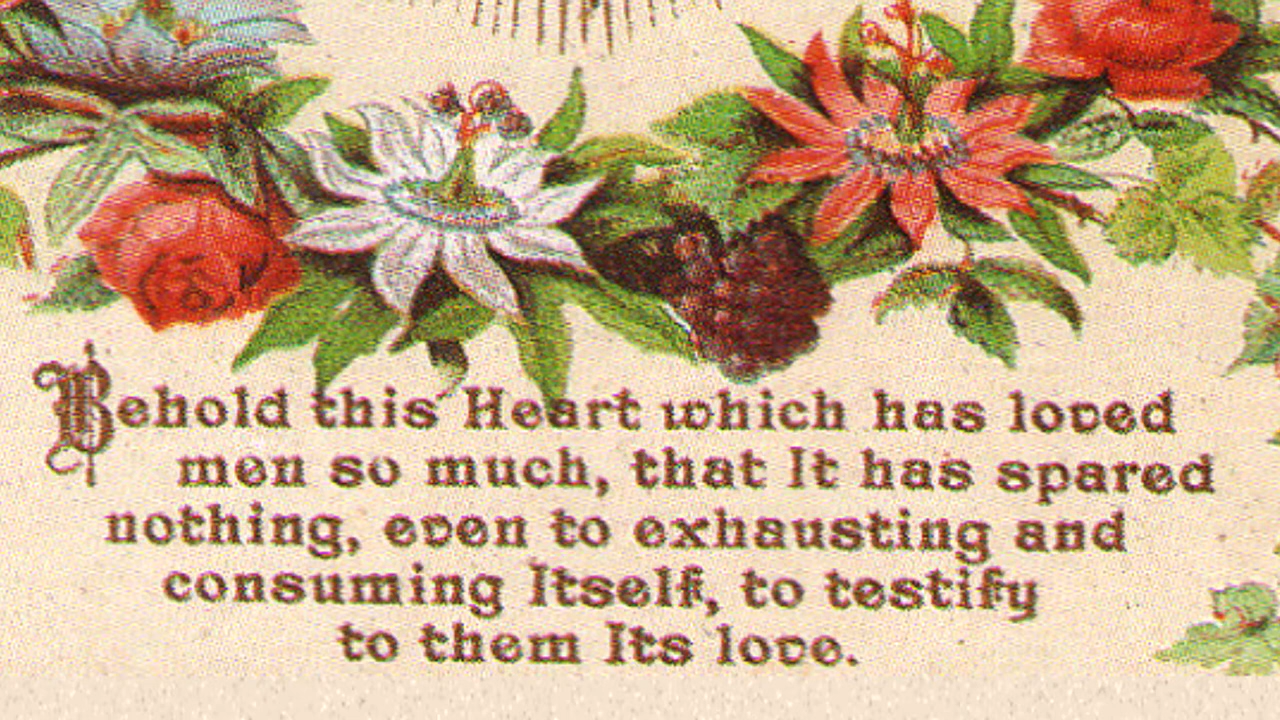 Behold this Heart which has loved
men so much, that It has spared
nothing, even to exhausting and
consuming Itself, to testify
to them Its love.